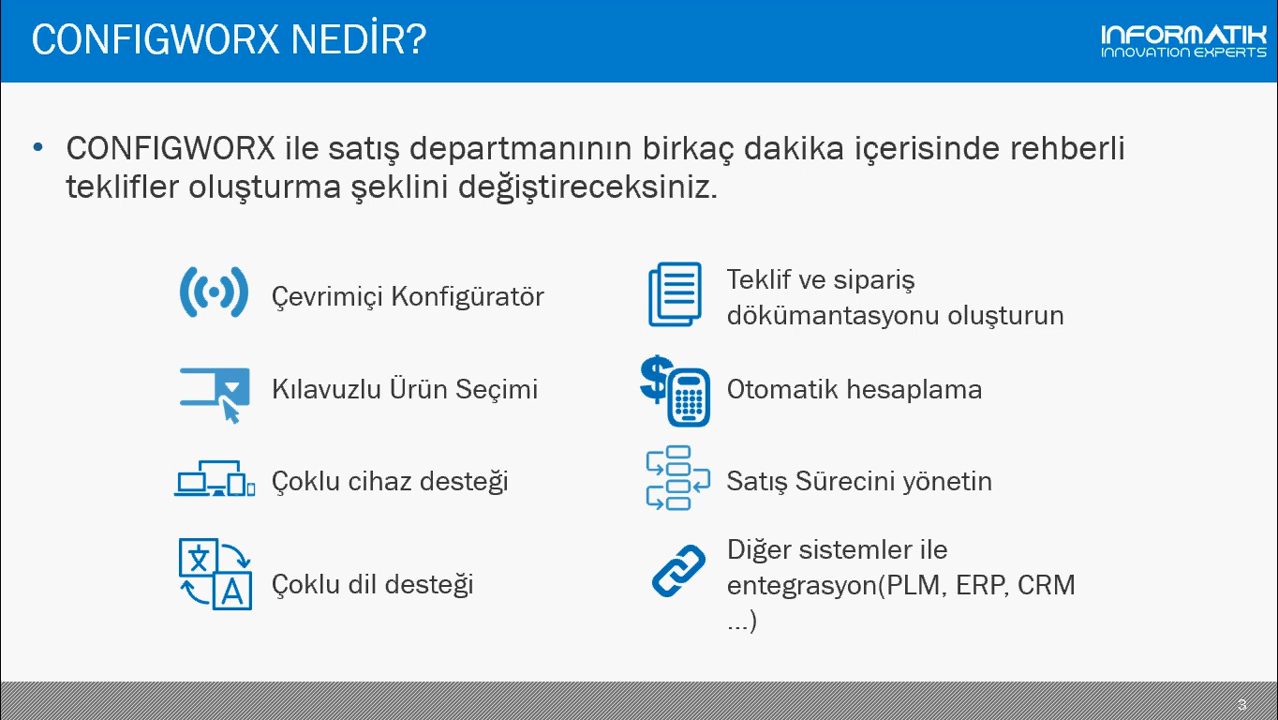 CONFIGWORX NEDİR?
INFORMATIK
INNOVATION EXPERTS
• CONFIGWORX ile satış departmanının birkaç dakika içerisinde rehberli
teklifler oluşturma şeklini değiştireceksiniz.
Çevrimiçi Konfigüratör
Kılavuzlu Ürün Seçimi
Çoklu cihaz desteği
文
A
Çoklu dil desteği
Teklif ve sipariş
dökümantasyonu oluşturun
$
Otomatik hesaplama
Satış Sürecini yönetin
Diğer sistemler ile
entegrasyon(PLM, ERP, CRM
...)
3